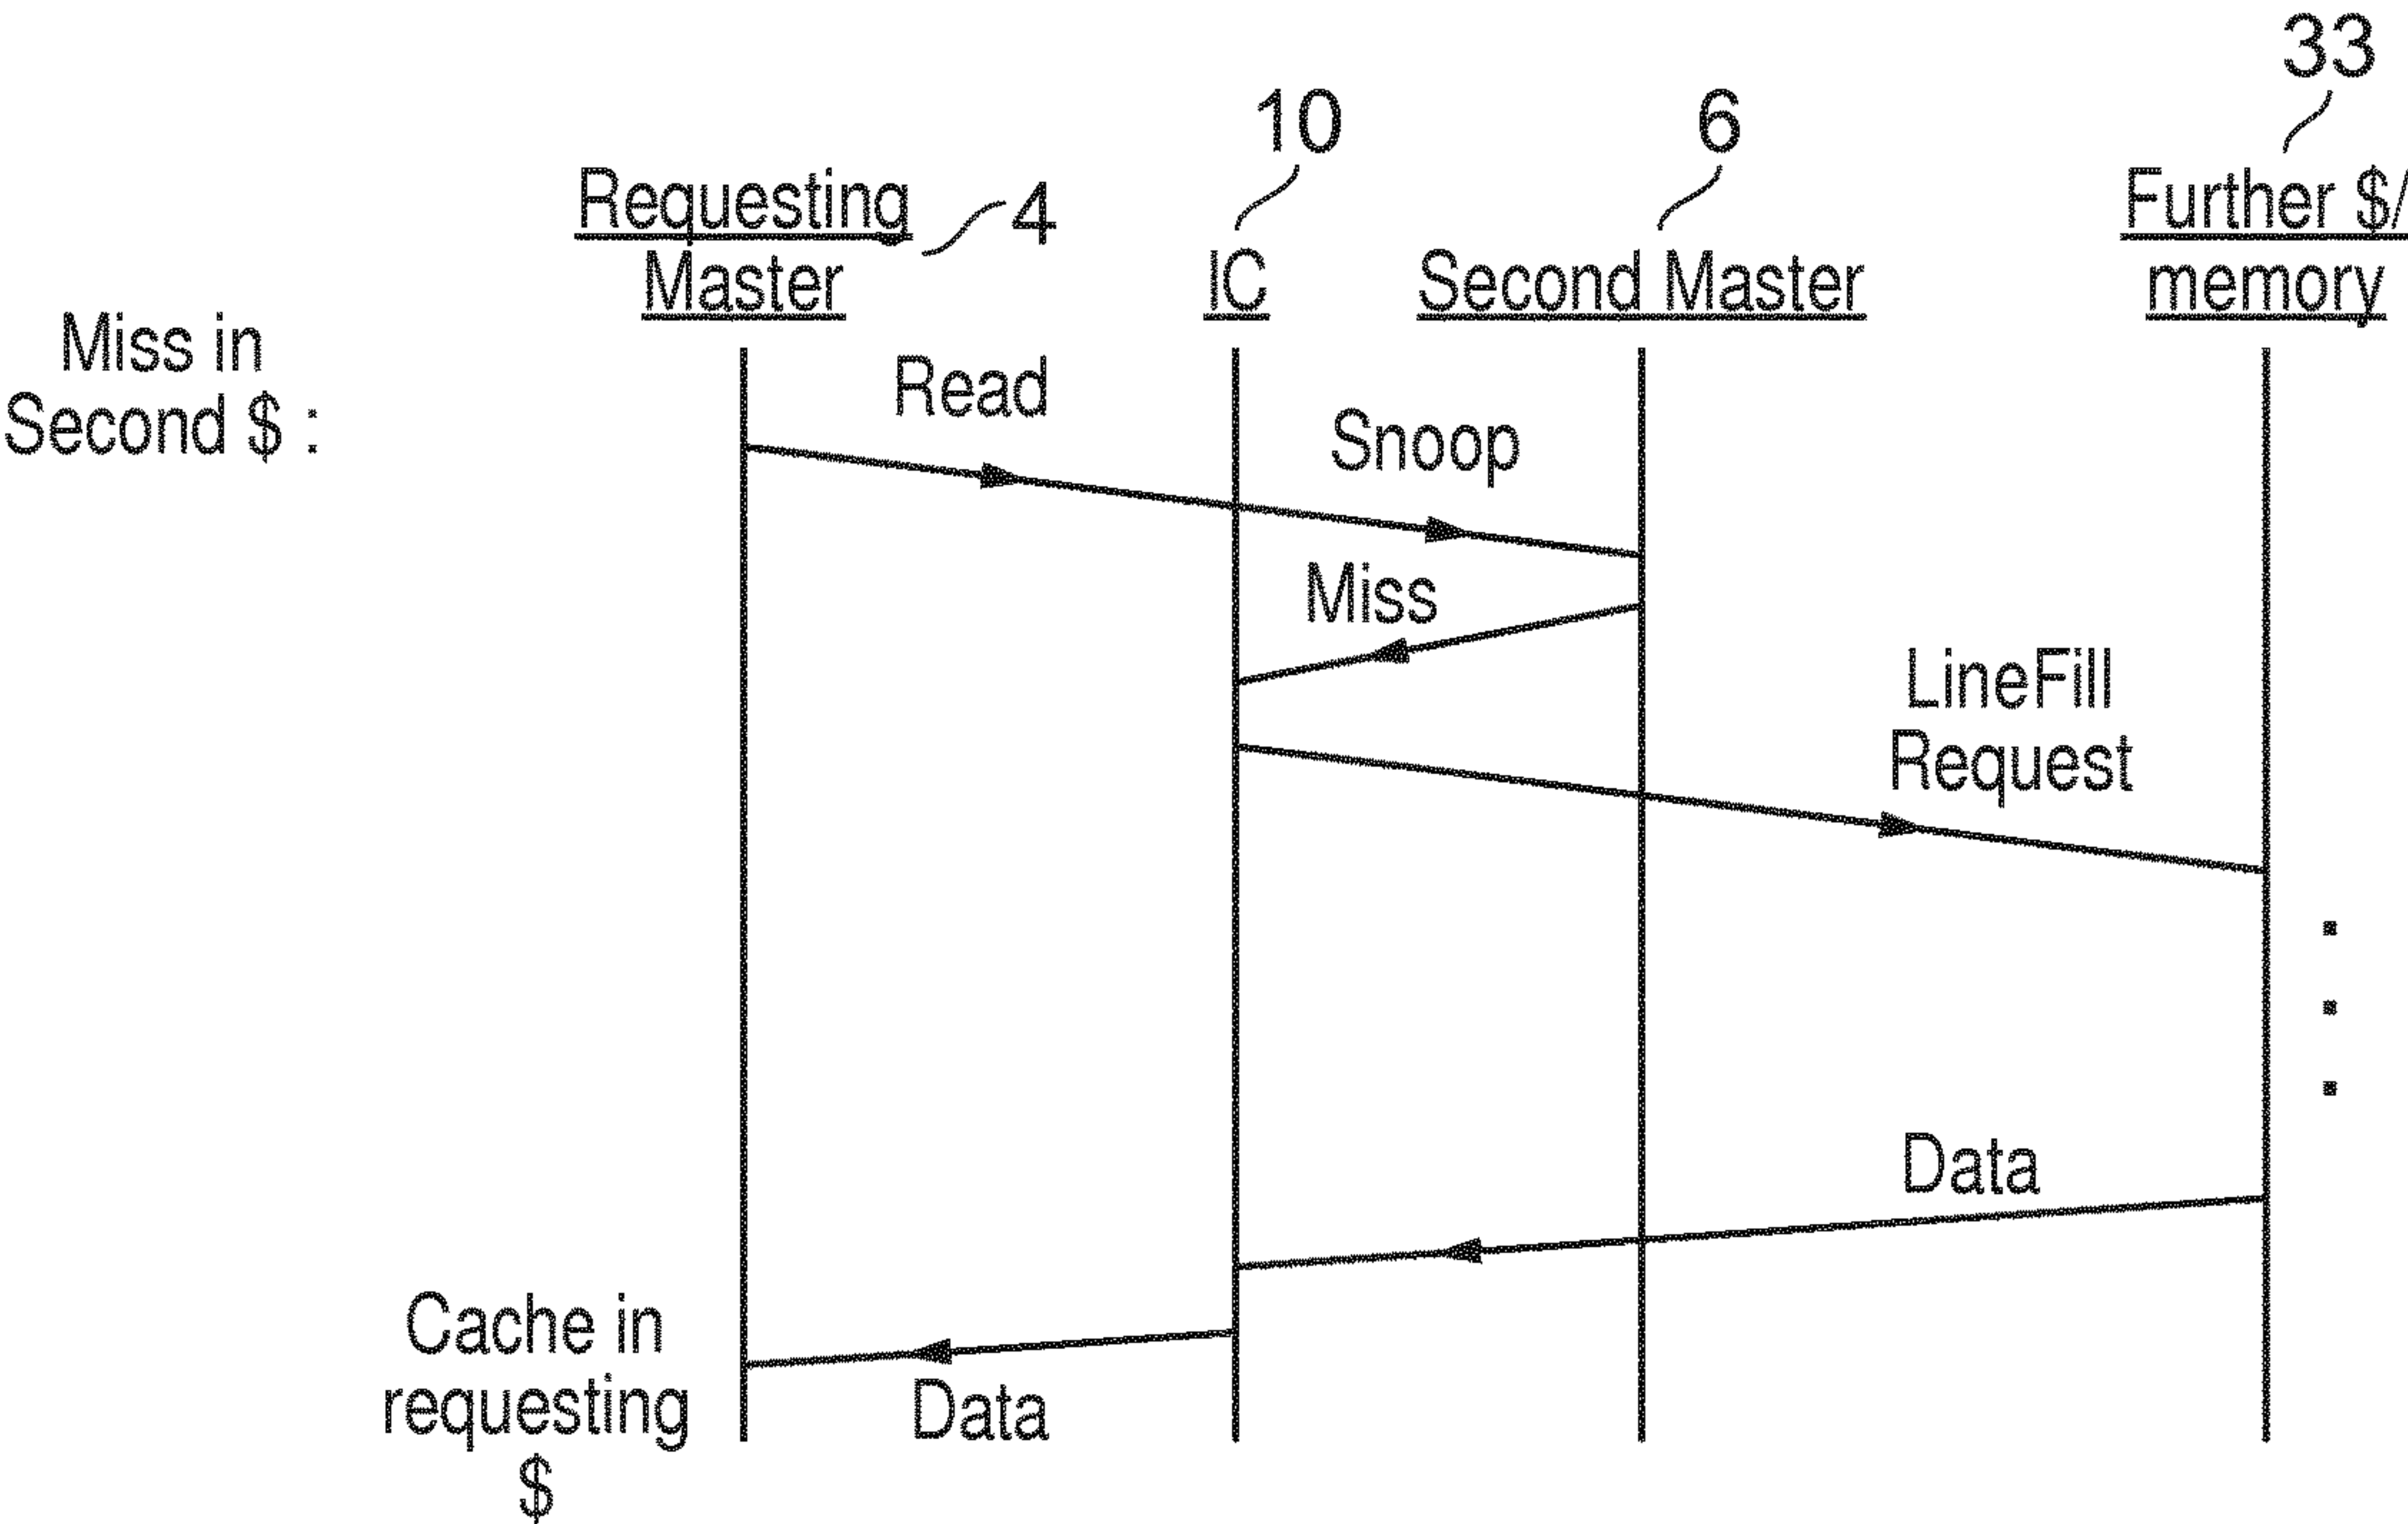 33
10
6
Requesting
4
Further $/
Master
IC
Second Master
memory
Miss in
Second $ :
Read
Snoop
Miss
LineFill
Request
Data
Cache in
requesting
$
Data